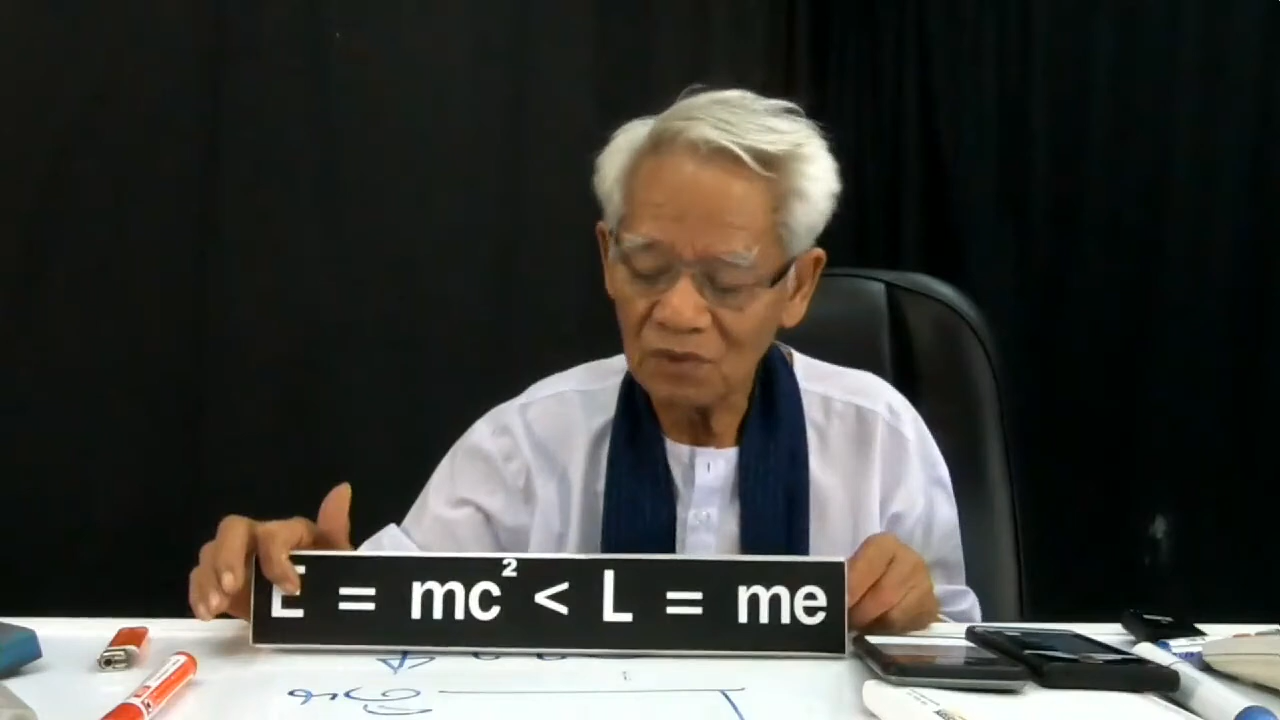 E = mc² < L = me